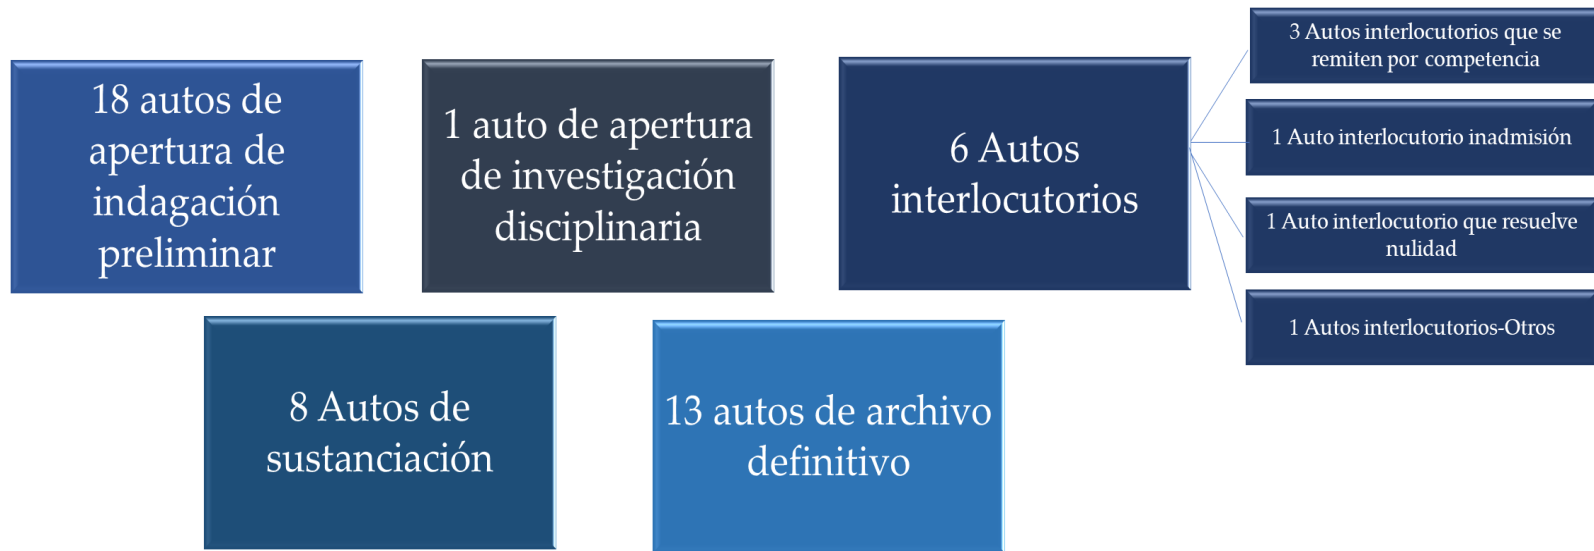 18 autos de
apertura de
indagación
preliminar
1 auto de apertura
de investigación
disciplinaria
6 Autos
interlocutorios
3 Autos interlocutorios que se
remiten por competencia
1 Auto interlocutorio inadmisión
1 Auto interlocutorio que resuelve
nulidad
1 Autos interlocutorios-Otros
8 Autos de
sustanciación
13 autos de archivo
definitivo